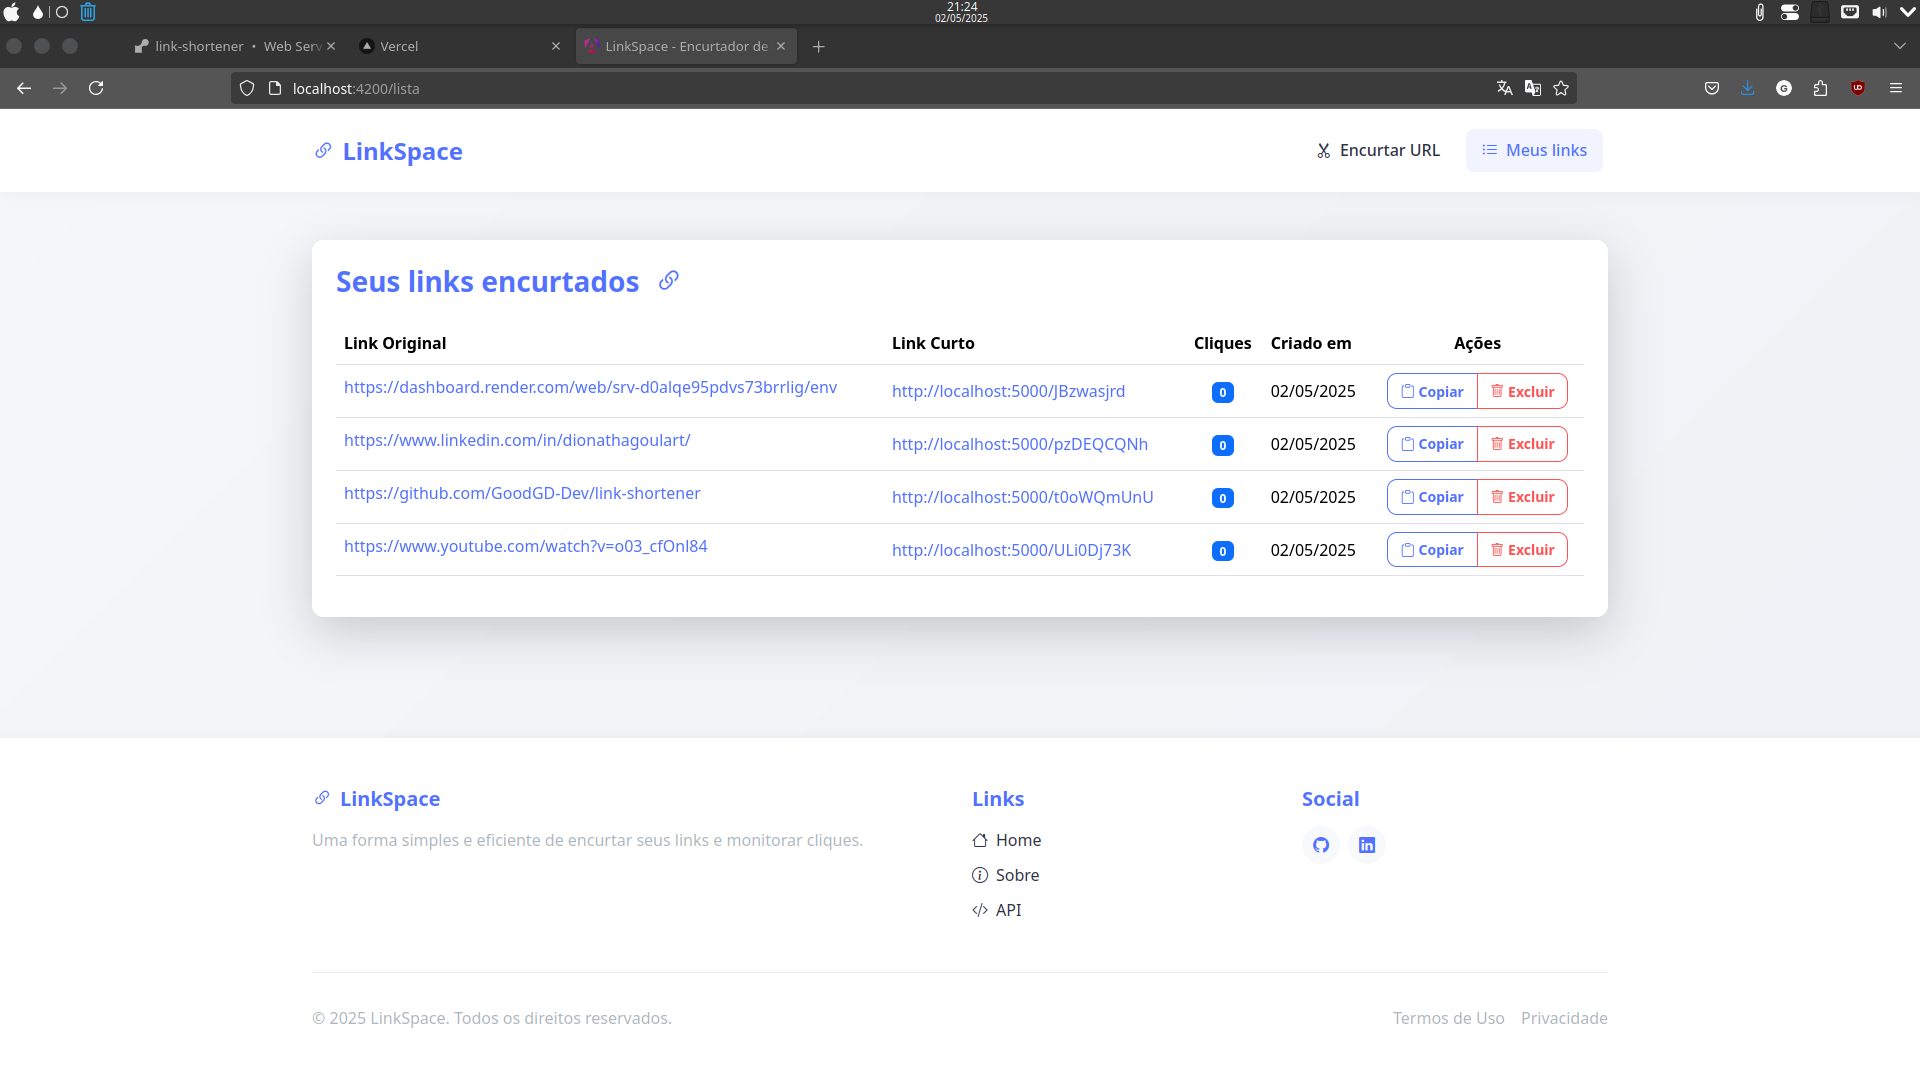 21:24
02/05/2025
link-shortener • Web Serv
Vercel
LinkSpace - Encurtador de
localhost:4200/lista
LinkSpace
Encurtar URL
Meus links
Seus links encurtados
Link Original Link Curto Cliques Criado em Ações
https://dashboard.render.com/web/srv-d0alqe95pdvs73brrlig/env http://localhost:5000/JBzwasjrd 0 02/05/2025 Copiar Excluir
https://www.linkedin.com/in/dionathagoulart/ http://localhost:5000/pzDEQCQNh 0 02/05/2025 Copiar Excluir
https://github.com/GoodGD-Dev/link-shortener http://localhost:5000/t0oWQmUnU 0 02/05/2025 Copiar Excluir
https://www.youtube.com/watch?v=o03_cfOnl84 http://localhost:5000/ULi0Dj73K 0 02/05/2025 Copiar Excluir
LinkSpace
Uma forma simples e eficiente de encurtar seus links e monitorar cliques.
Links
Home
Sobre
API
Social
© 2025 LinkSpace. Todos os direitos reservados.
Termos de Uso Privacidade